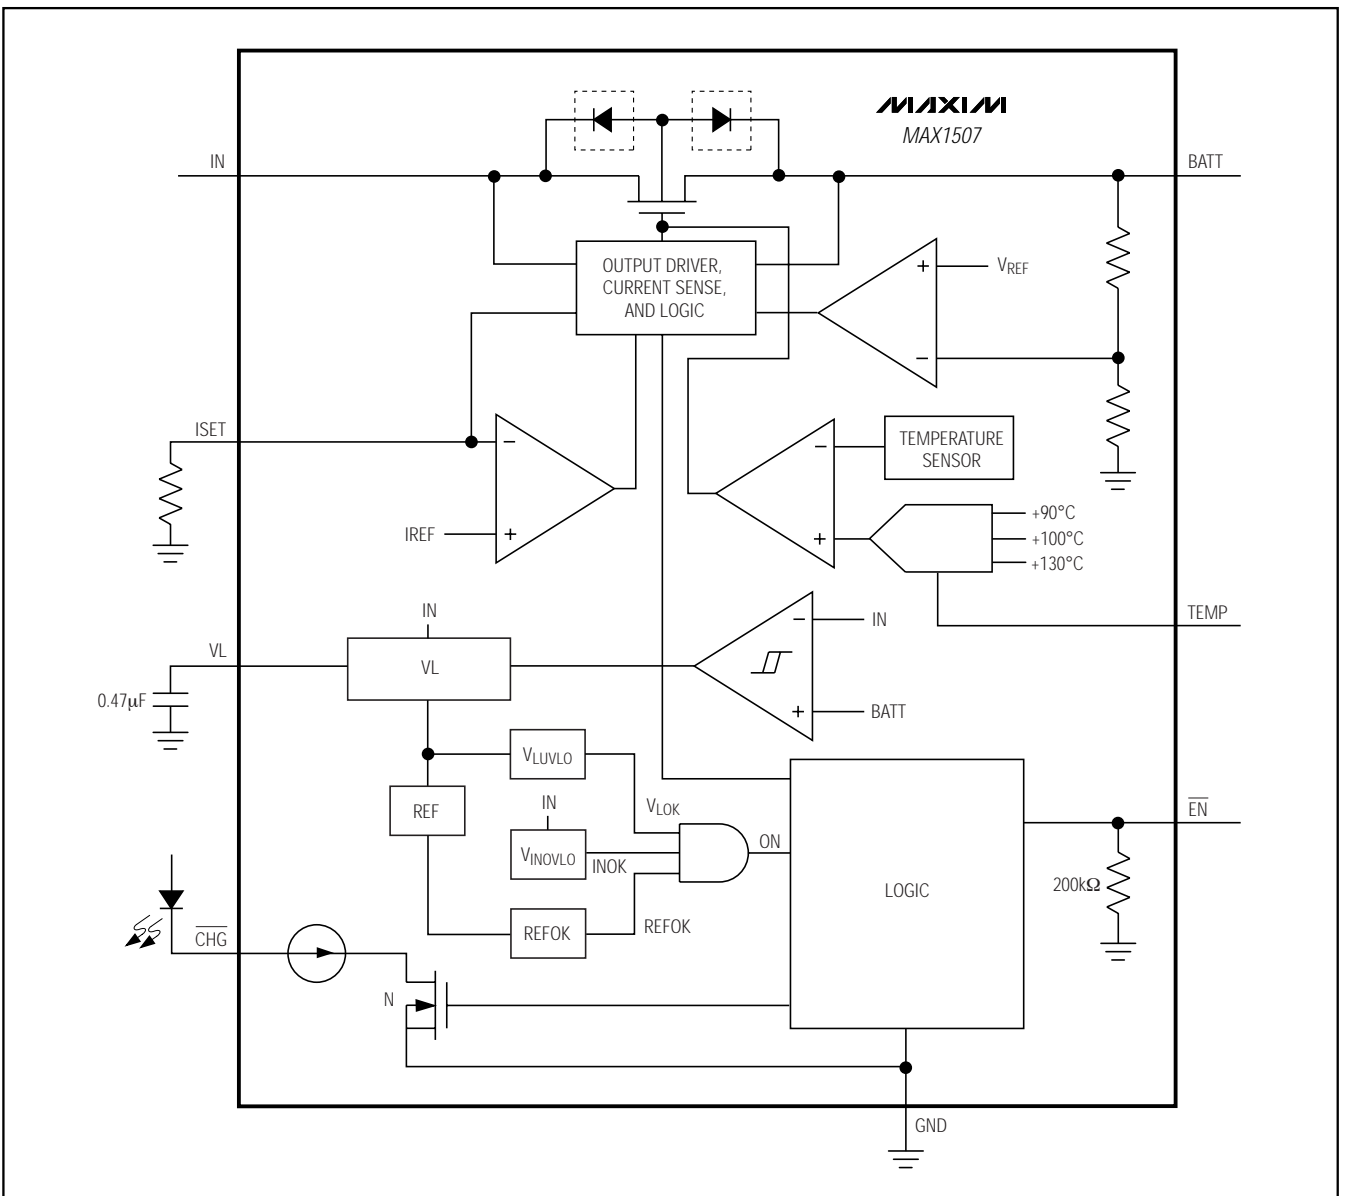 MAXIM
MAX1507
IN
BATT
OUTPUT DRIVER,
CURRENT SENSE,
AND LOGIC
+
VREF
−
ISET
−
TEMPERATURE
SENSOR
−
IREF
+
+
+90°C
+100°C
+130°C
IN
− IN
TEMP
VL
VL
0.47µF
+ BATT
VLUVLO
REF
IN
VLOK
EN
VINOVLO
INOK
ON
200kΩ
LOGIC
CHG
REFOK
REFOK
N
GND